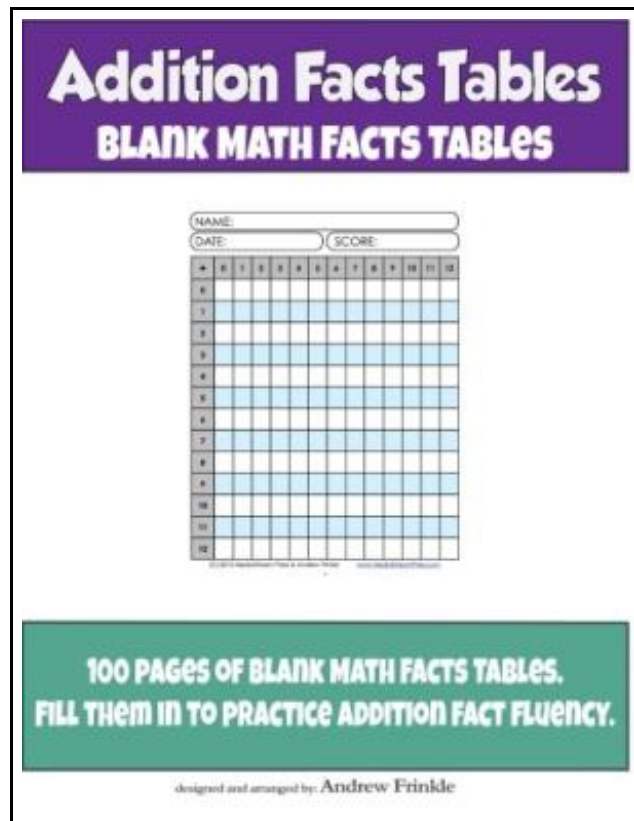 Addition Facts Tables
BLANK MATH FACTS TABLES
NAME:
DATE: SCORE:
+ 0 1 2 3 4 5 6 7 8 9 10 11 12
0
1
2
3
4
5
6
7
8
9
10
11
12
100 PAGES OF BLANK MATH FACTS TABLES.
FILL THEM IN TO PRACTICE ADDITION FACT FLUENCY.
designed and arranged by: Andrew Frinkle